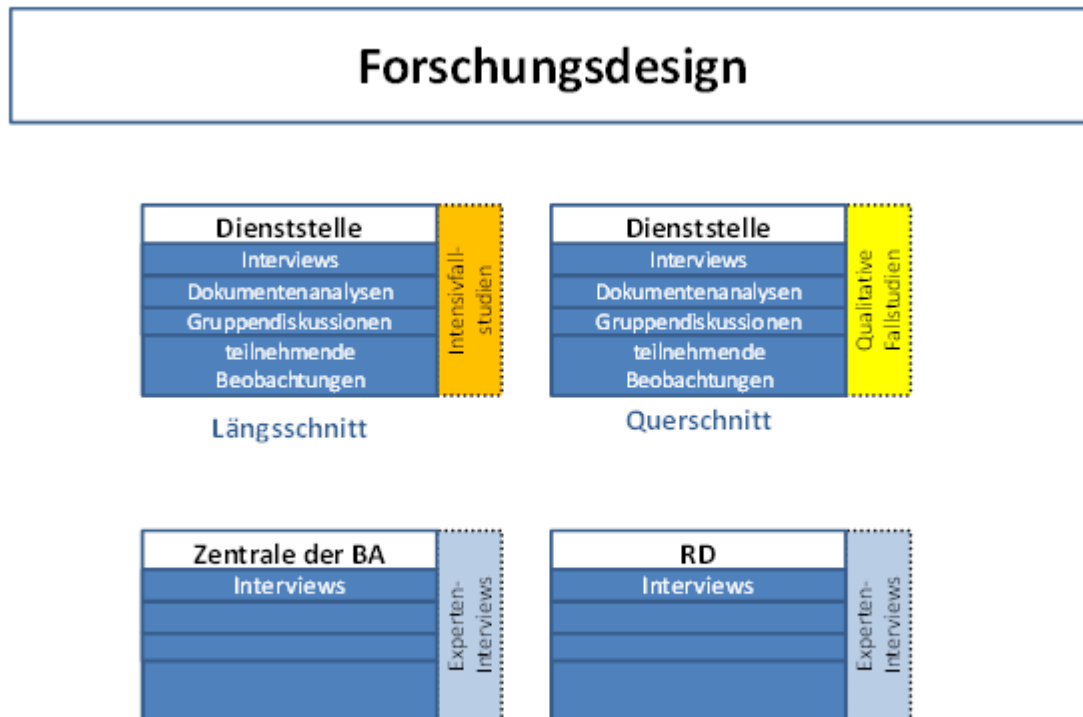 Forschungsdesign
Dienststelle
Interviews
Dokumentenanalysen
Gruppendiskussionen
teilnehmende
Beobachtungen
Intensivfall-
studien
Längsschnitt
Dienststelle
Interviews
Dokumentenanalysen
Gruppendiskussionen
teilnehmende
Beobachtungen
Qualitative
Fallstudien
Querschnitt
Zentrale der BA
Interviews
Experten-
Interviews
RD
Interviews
Experten-
Interviews